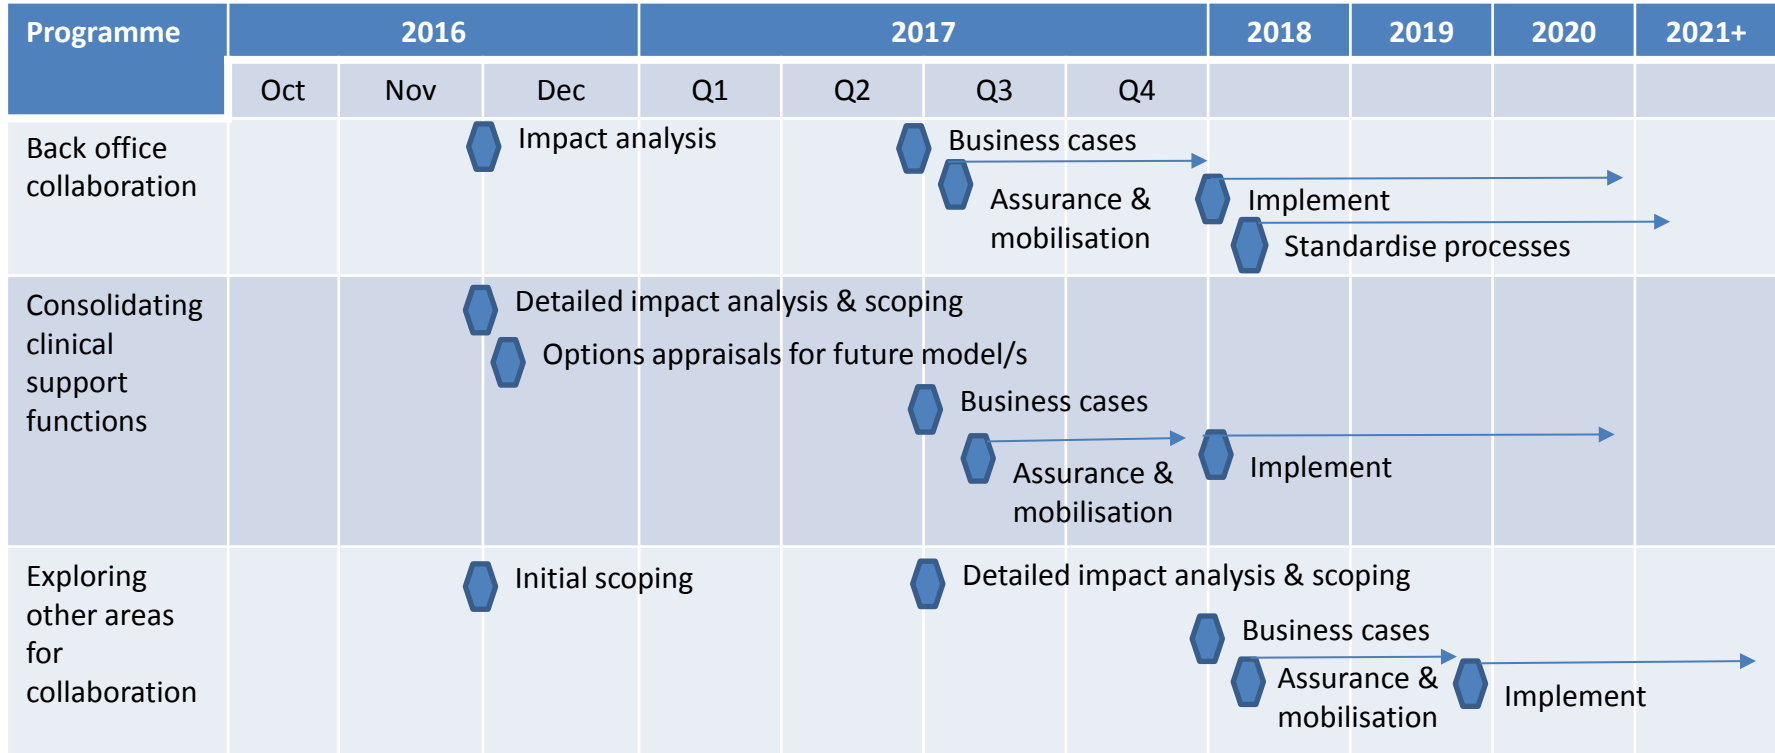 Programme 2016 2017 2018 2019 2020 2021+
Oct Nov Dec Q1 Q2 Q3 Q4
Back office
collaboration
Impact analysis
Business cases
Assurance &
mobilisation
Implement
Standardise processes
Consolidating
clinical
support
functions
Detailed impact analysis & scoping
Options appraisals for future model/s
Business cases
Assurance &
mobilisation
Implement
Exploring
other areas
for
collaboration
Initial scoping
Detailed impact analysis & scoping
Business cases
Assurance &
mobilisation
Implement